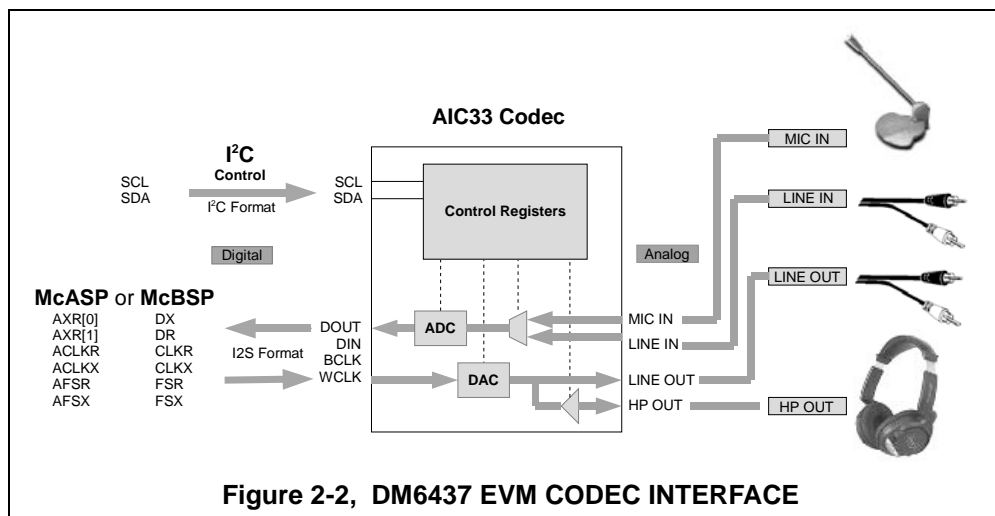 AIC33 Codec
I²C
Control
SCL
SDA
I²C Format
SCL
SDA
Control Registers
MIC IN
LINE IN
Digital
Analog
LINE OUT
McASP or McBSP
AXR[0] DX
AXR[1] DR
ACLKR CLKR
ACLKX CLKX
AFSR FSR
AFSX FSX
I2S Format
DOUT
DIN
BCLK
WCLK
ADC
DAC
MIC IN
LINE IN
LINE OUT
HP OUT
HP OUT
Figure 2-2, DM6437 EVM CODEC INTERFACE